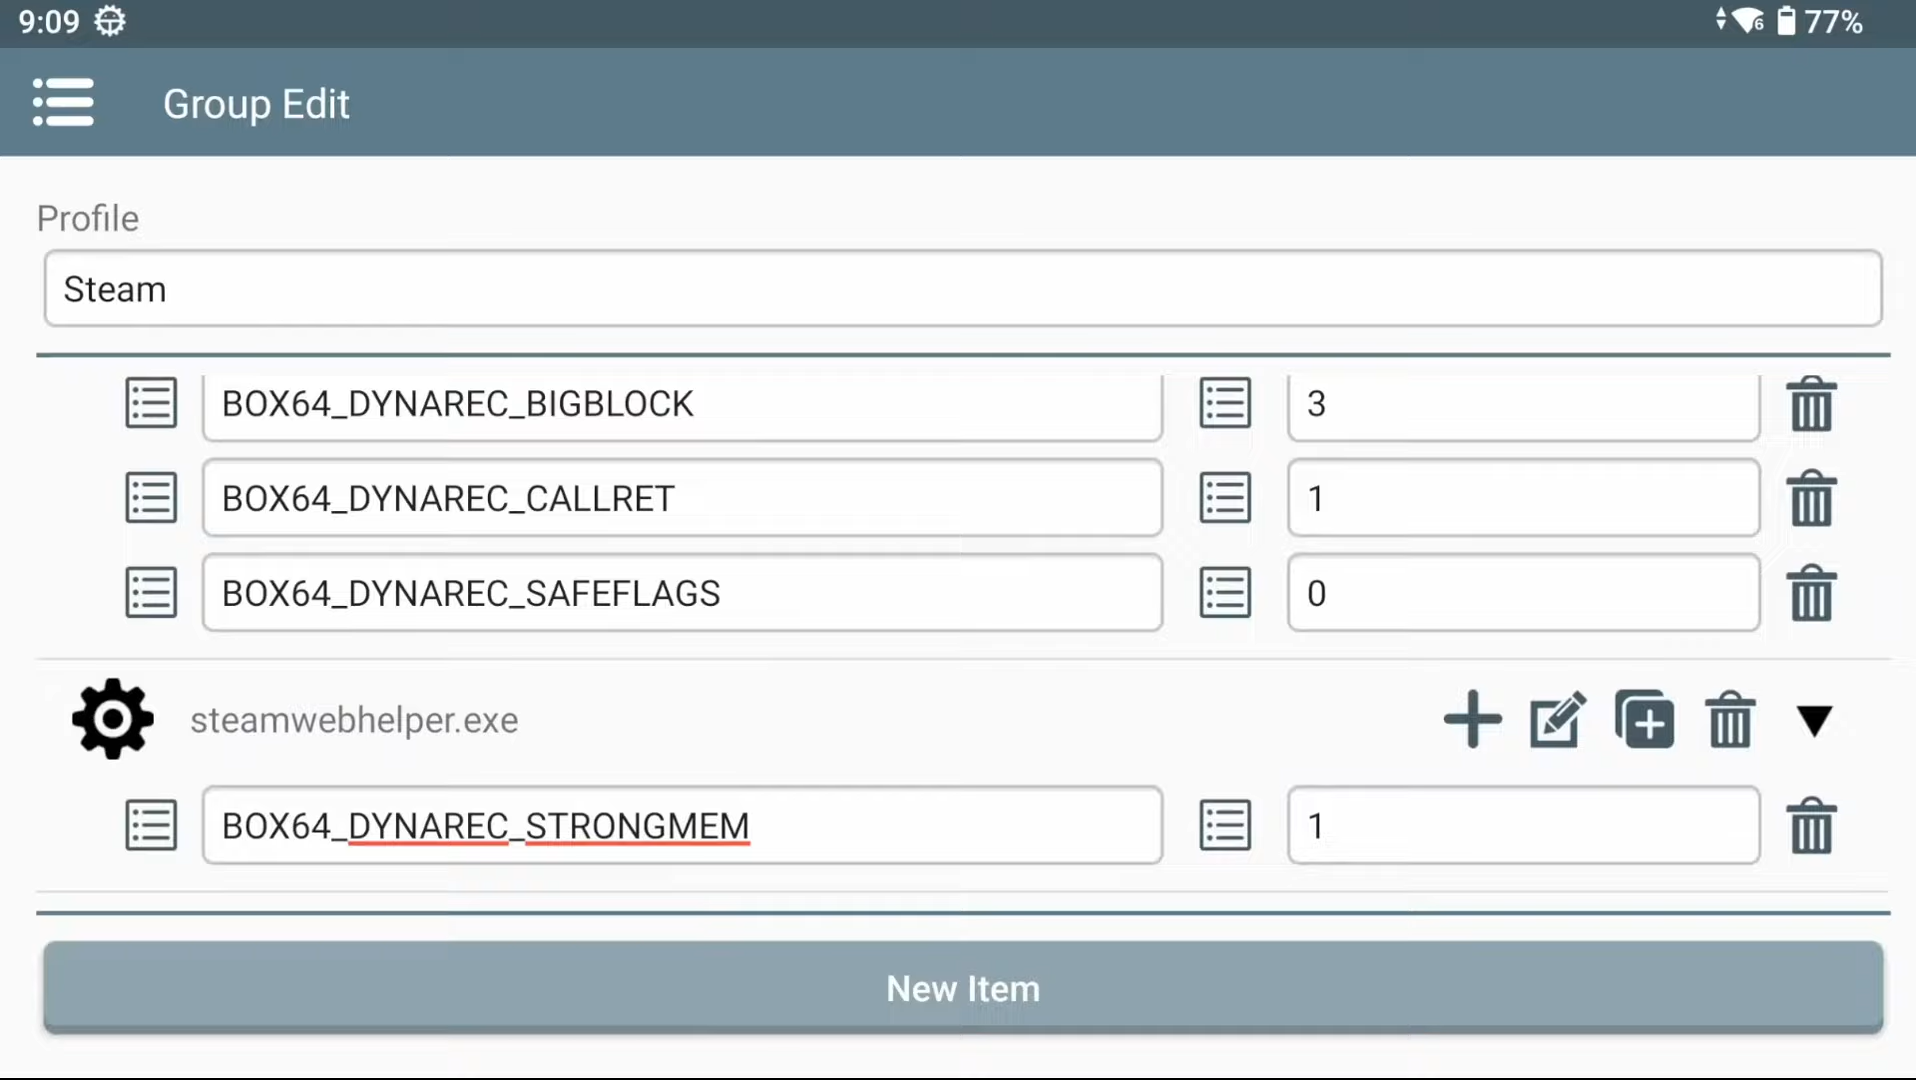 9:09 6 77%
Group Edit
Profile
Steam
BOX64_DYNAREC_BIGBLOCK 3
BOX64_DYNAREC_CALLRET 1
BOX64_DYNAREC_SAFEFLAGS 0
steamwebhelper.exe
BOX64_DYNAREC_STRONGMEM 1
New Item